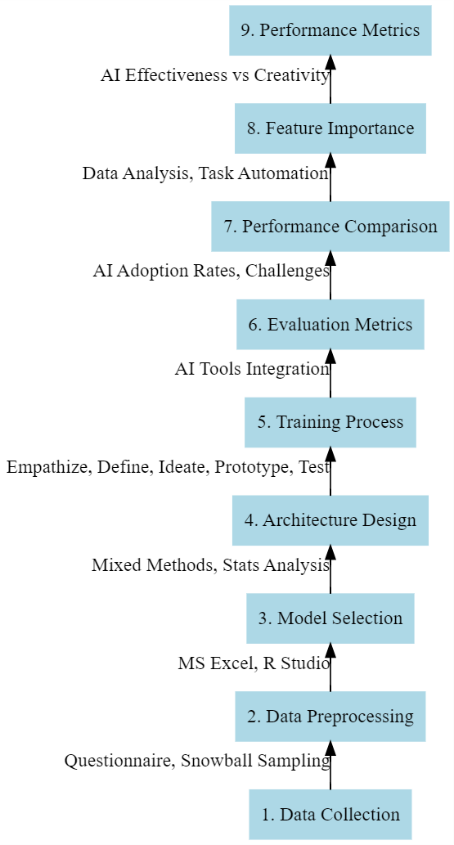 9. Performance Metrics
AI Effectiveness vs Creativity
8. Feature Importance
Data Analysis, Task Automation
7. Performance Comparison
AI Adoption Rates, Challenges
6. Evaluation Metrics
AI Tools Integration
5. Training Process
Empathize, Define, Ideate, Prototype, Test
4. Architecture Design
Mixed Methods, Stats Analysis
3. Model Selection
MS Excel, R Studio
2. Data Preprocessing
Questionnaire, Snowball Sampling
1. Data Collection